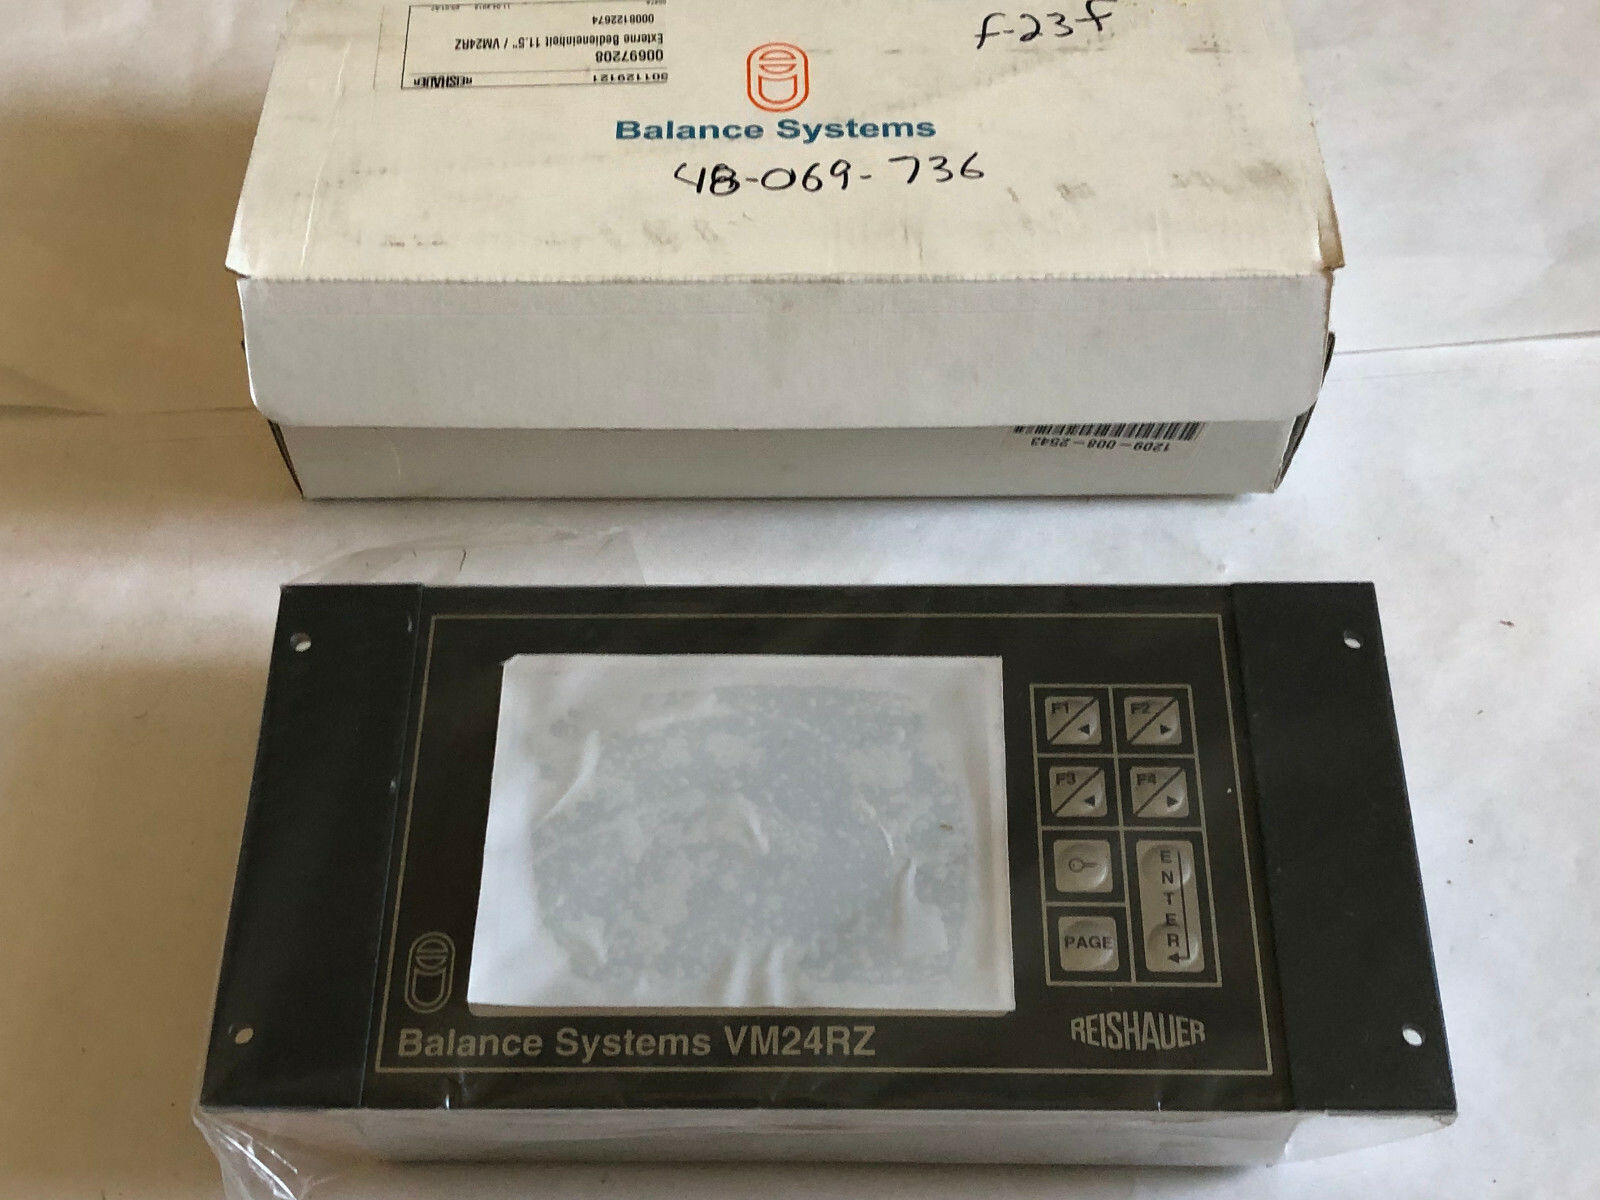 f-23f
501129121 REISHAUER
00697208
Externe Bedieneinheit 11.5" / VM24RZ
0008122674
Balance Systems
48-069-736
1209-008-2543
F1
F2
F3
F4
ENTER
PAGE
Balance Systems VM24RZ
REISHAUER